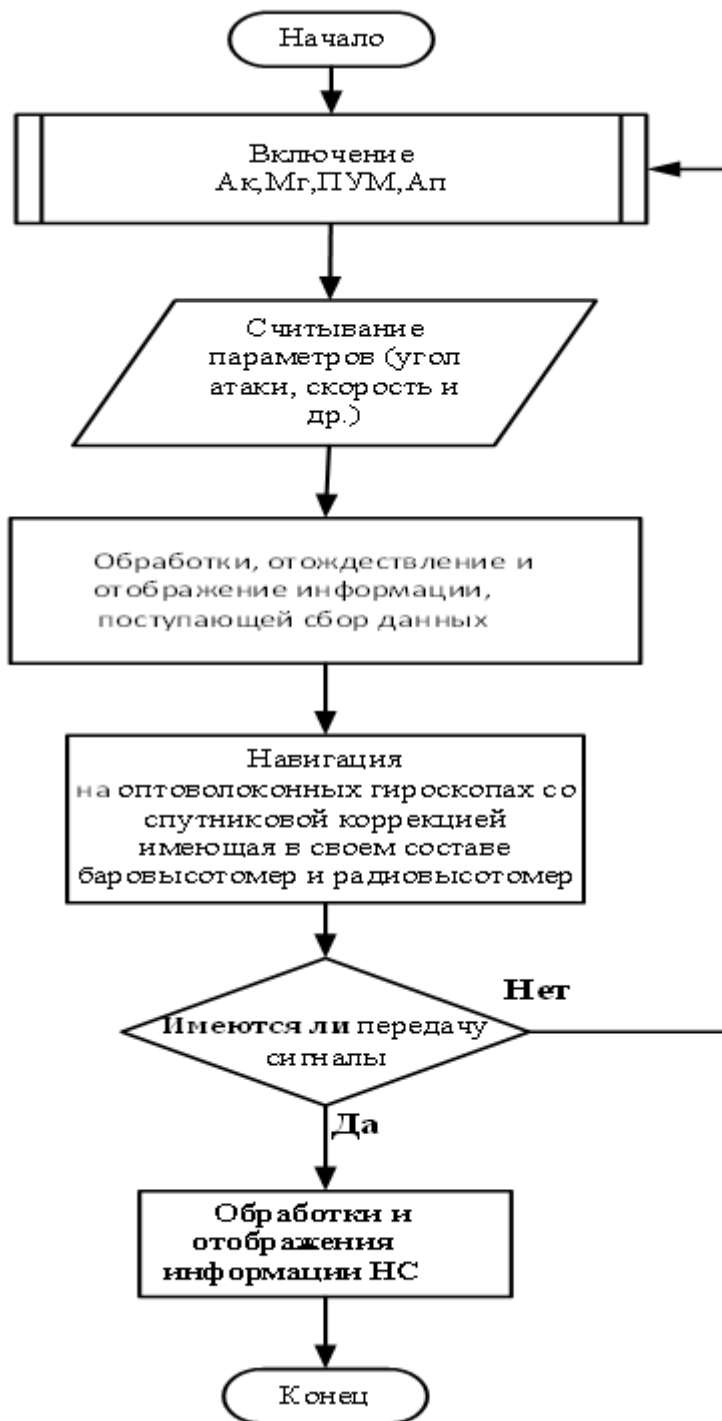 Начало
Включение
Ак,Мг,ПУМ,Ап
Считывание
параметров (угол
атаки, скорость и
др.)
Обработки, отождествление и
отображение информации,
поступающей сбор данных
Навигация
на оптоволоконных гироскопах со
спутниковой коррекцией
имеющая в своем составе
баровысотомер и радиовысотомер
Нет
Имеются ли передачу
сигналы
Да
Обработки и
отображения
информации НС
Конец